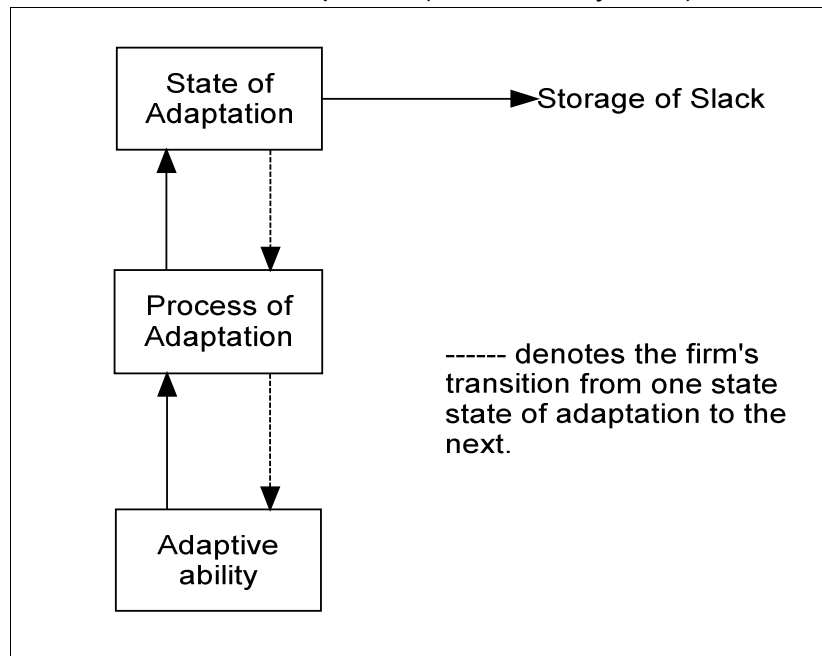 State of
Adaptation
Storage of Slack
Process of
Adaptation
------ denotes the firm's
transition from one state
state of adaptation to the
next.
Adaptive
ability